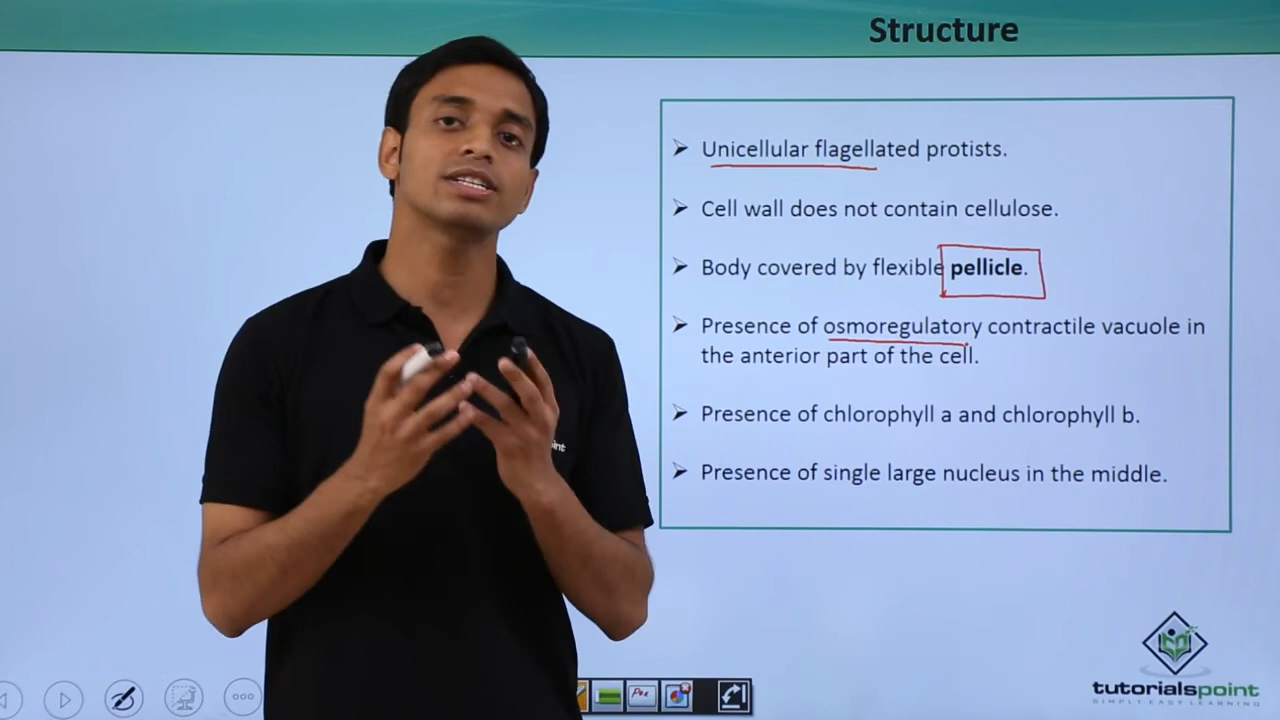 Structure
➤ Unicellular flagellated protists.
➤ Cell wall does not contain cellulose.
➤ Body covered by flexible pellicle.
➤ Presence of osmoregulatory contractile vacuole in
the anterior part of the cell.
➤ Presence of chlorophyll a and chlorophyll b.
➤ Presence of single large nucleus in the middle.
int
Pen
tutorialspoint
SIMPLY EASY LEARNING